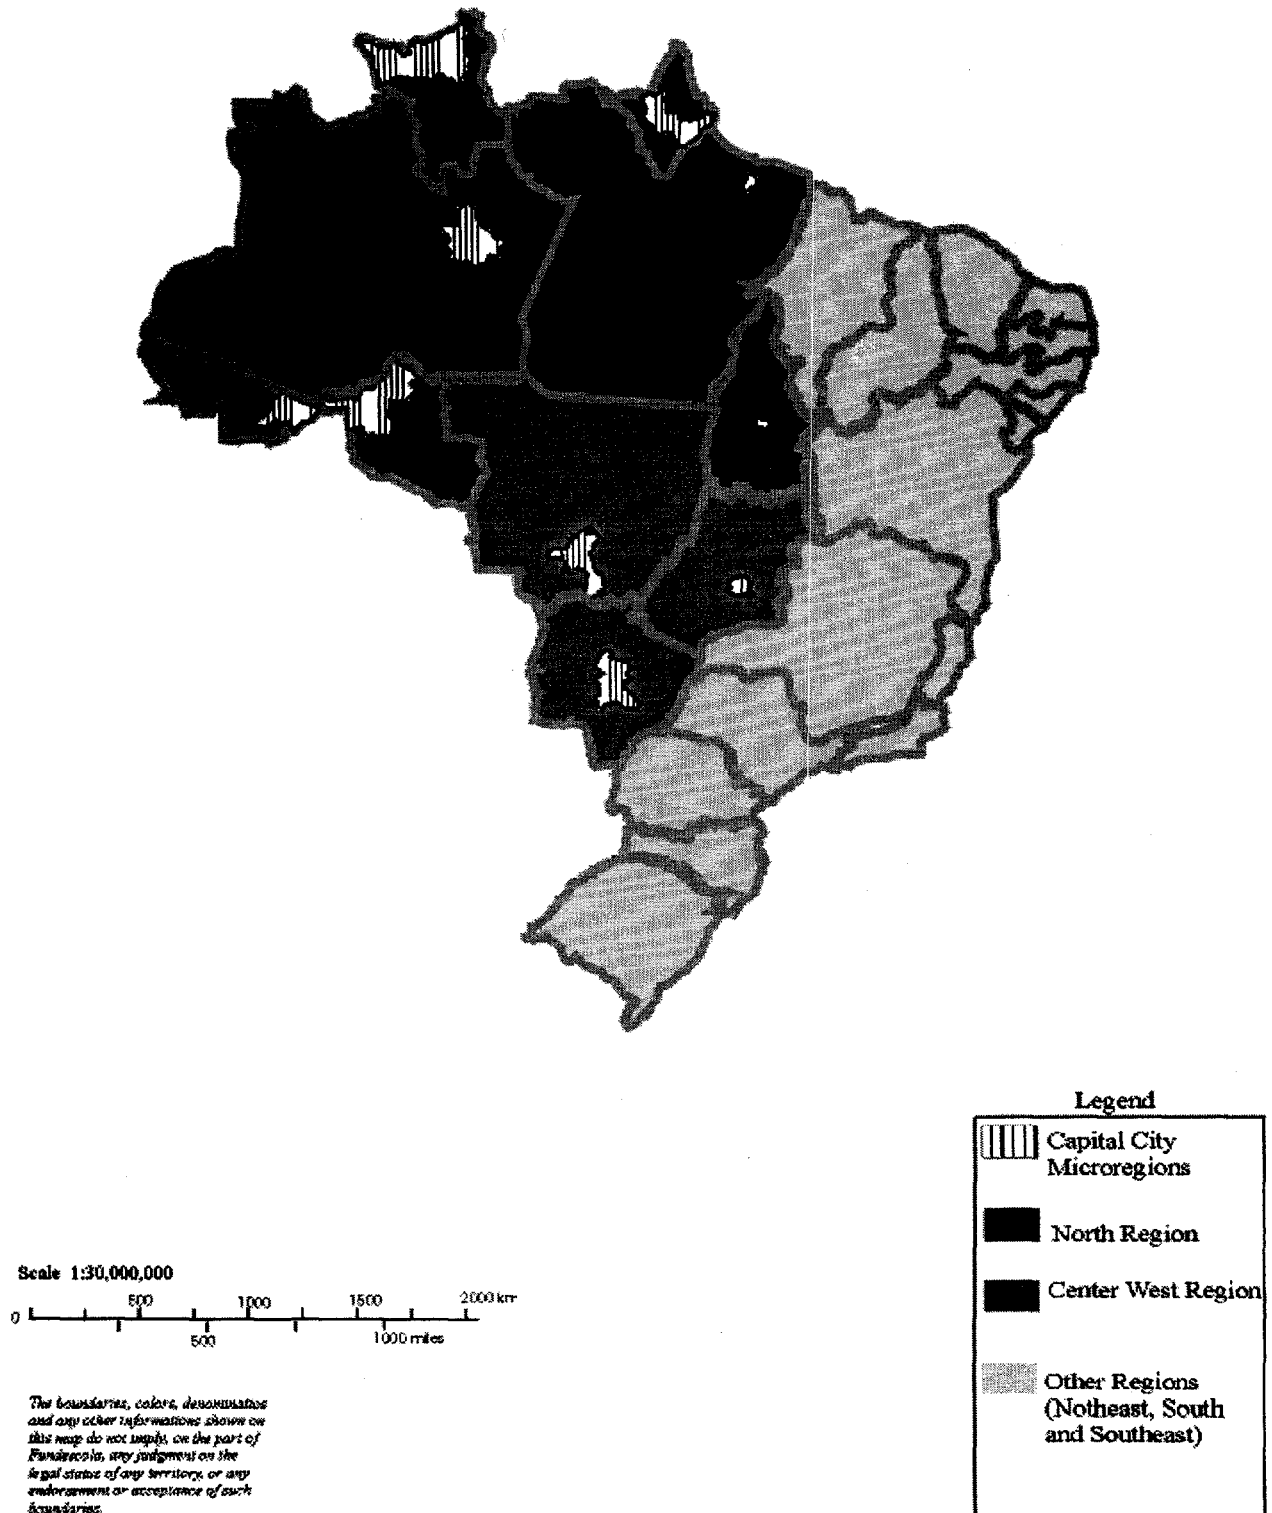 Legend
Capital City
Microregions
North Region
Center West Region
Other Regions
(Notheast, South
and Southeast)
Scale 1:30,000,000
500 1000 1500 2000 km
0
500 1000 miles
The boundaries, colors, denominations
and any other informations shown on
this map do not imply, on the part of
Fundescola, any judgment on the
legal status of any territory, or any
endorsement or acceptance of such
boundaries.